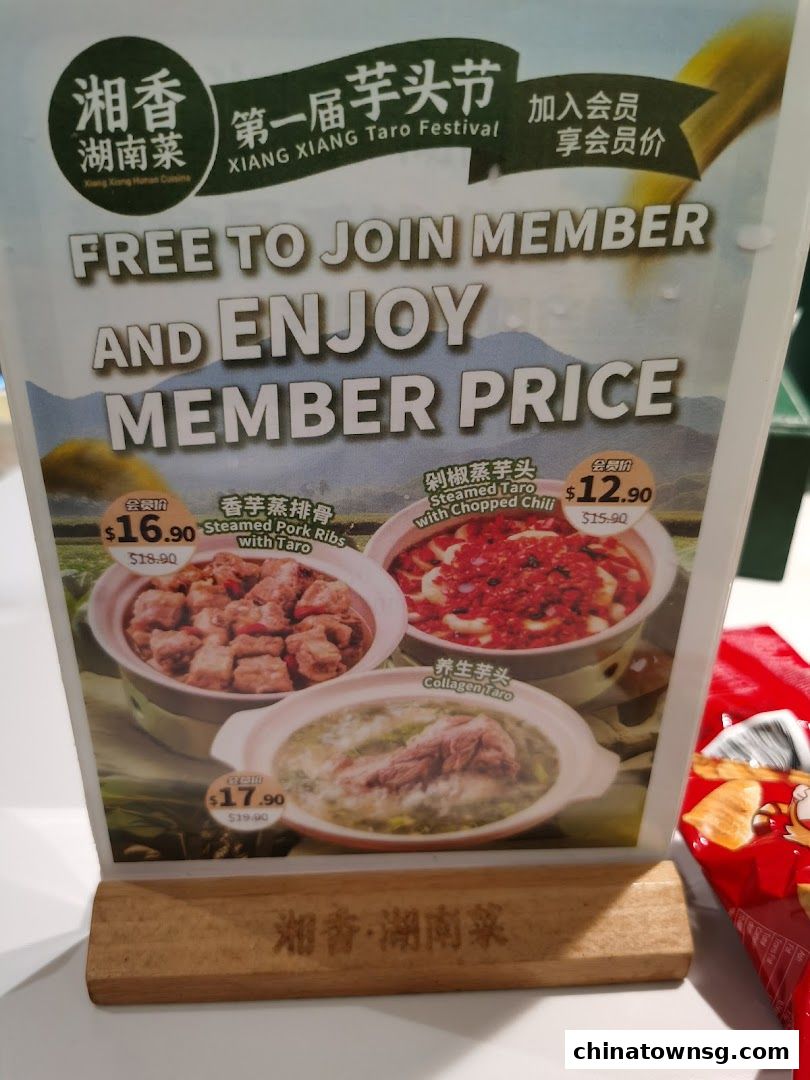 湘香
湖南菜
Xiang Xiang Hunan Cuisine
第一届芋头节
XIANG XIANG Taro Festival
加入会员
享会员价
FREE TO JOIN MEMBER
AND ENJOY
MEMBER PRICE
会员价
$16.90
$18.90
香芋蒸排骨
Steamed Pork Ribs
with Taro
剁椒蒸芋头
Steamed Taro
with Chopped Chili
会员价
$12.90
$15.90
养生芋头
Collagen Taro
会员价
$17.90
$19.90
湘香·湖南菜
chinatownsg.com